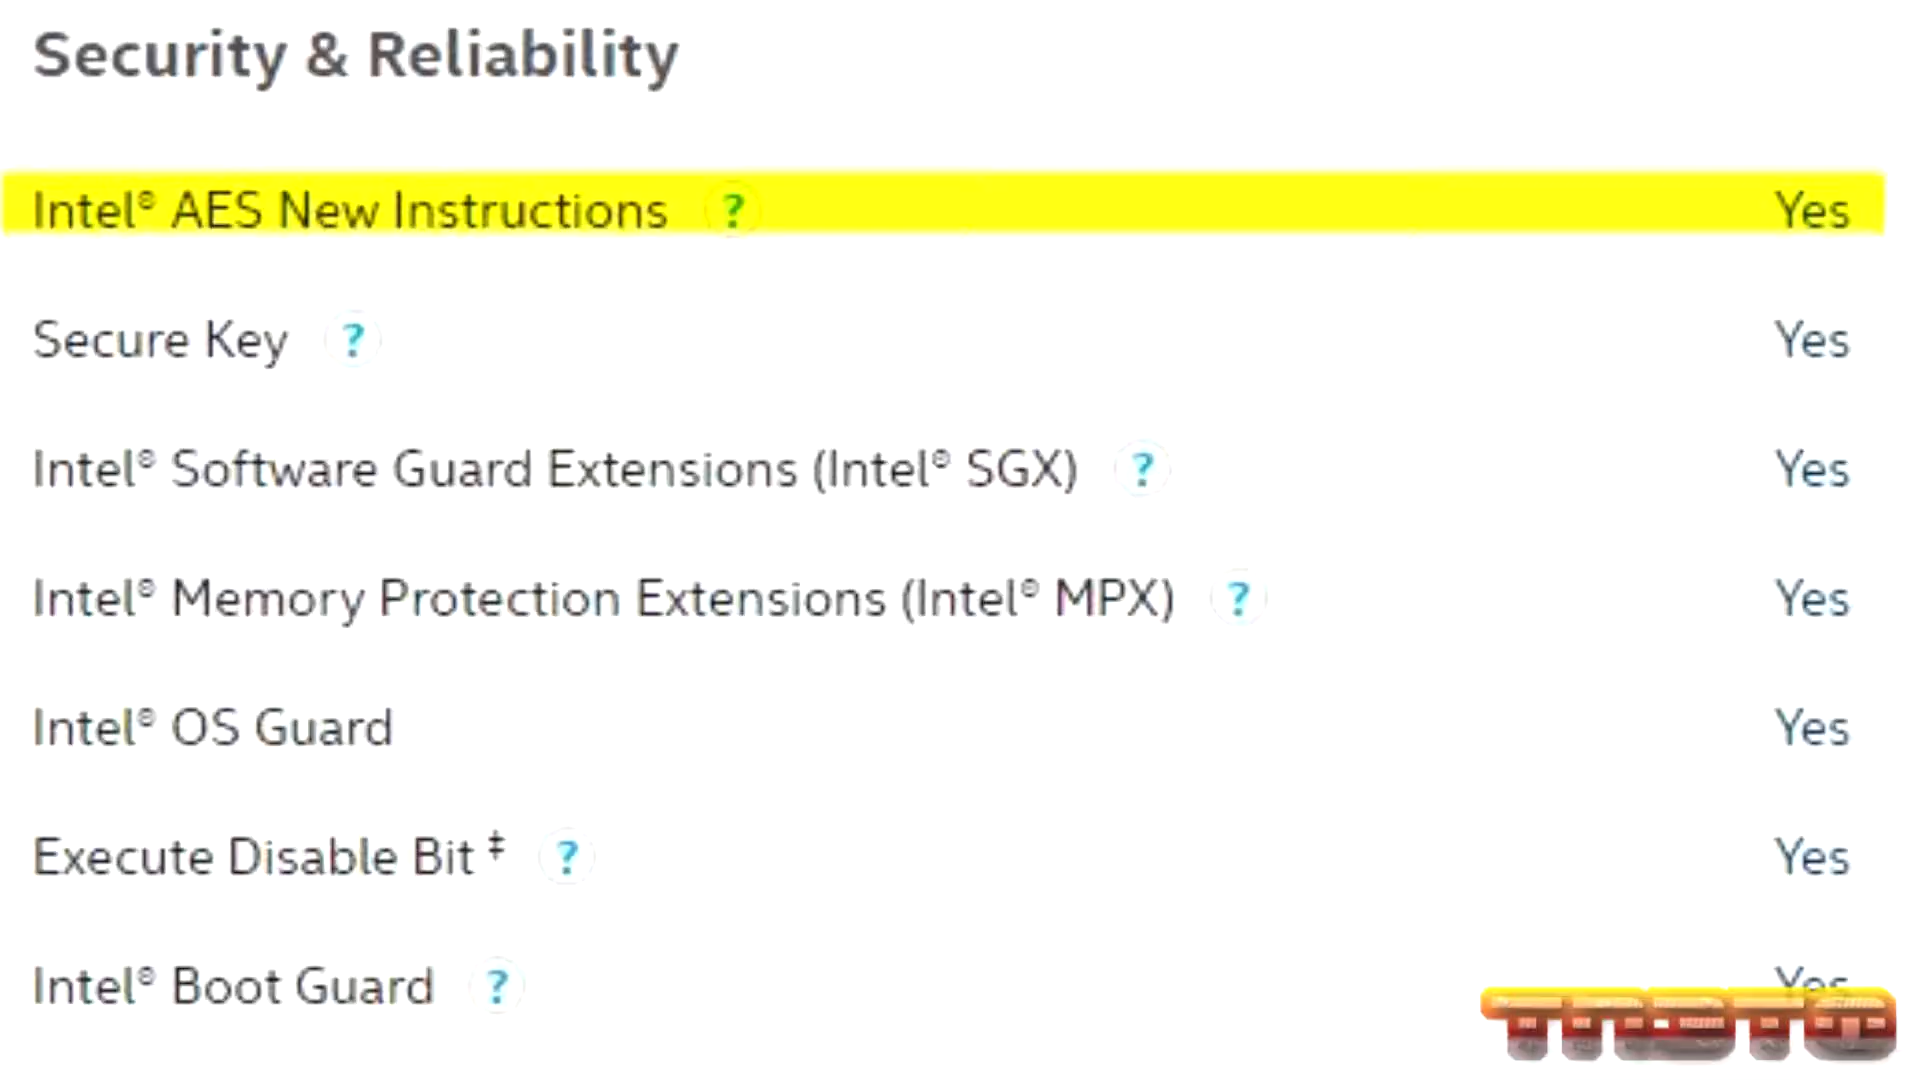 Security & Reliability
Intel® AES New Instructions ? Yes
Secure Key ? Yes
Intel® Software Guard Extensions (Intel® SGX) ? Yes
Intel® Memory Protection Extensions (Intel® MPX) ? Yes
Intel® OS Guard Yes
Execute Disable Bit ‡ ? Yes
Intel® Boot Guard ? Yes